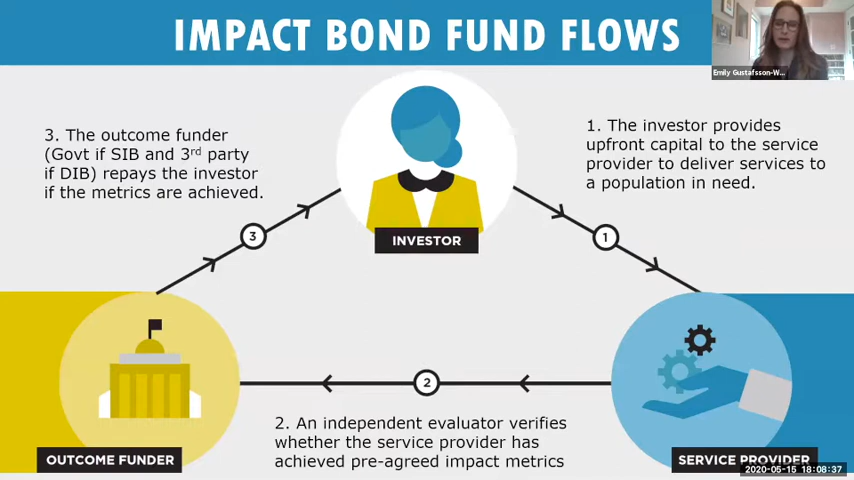 IMPACT BOND FUND FLOWS
Emily Gustafsson-W...
3. The outcome funder
(Govt if SIB and 3rd party
if DIB) repays the investor
if the metrics are achieved.
1. The investor provides
upfront capital to the service
provider to deliver services to
a population in need.
INVESTOR
3
1
2
2. An independent evaluator verifies
whether the service provider has
achieved pre-agreed impact metrics
OUTCOME FUNDER
SERVICE PROVIDER
2020-05-15 18:08:37